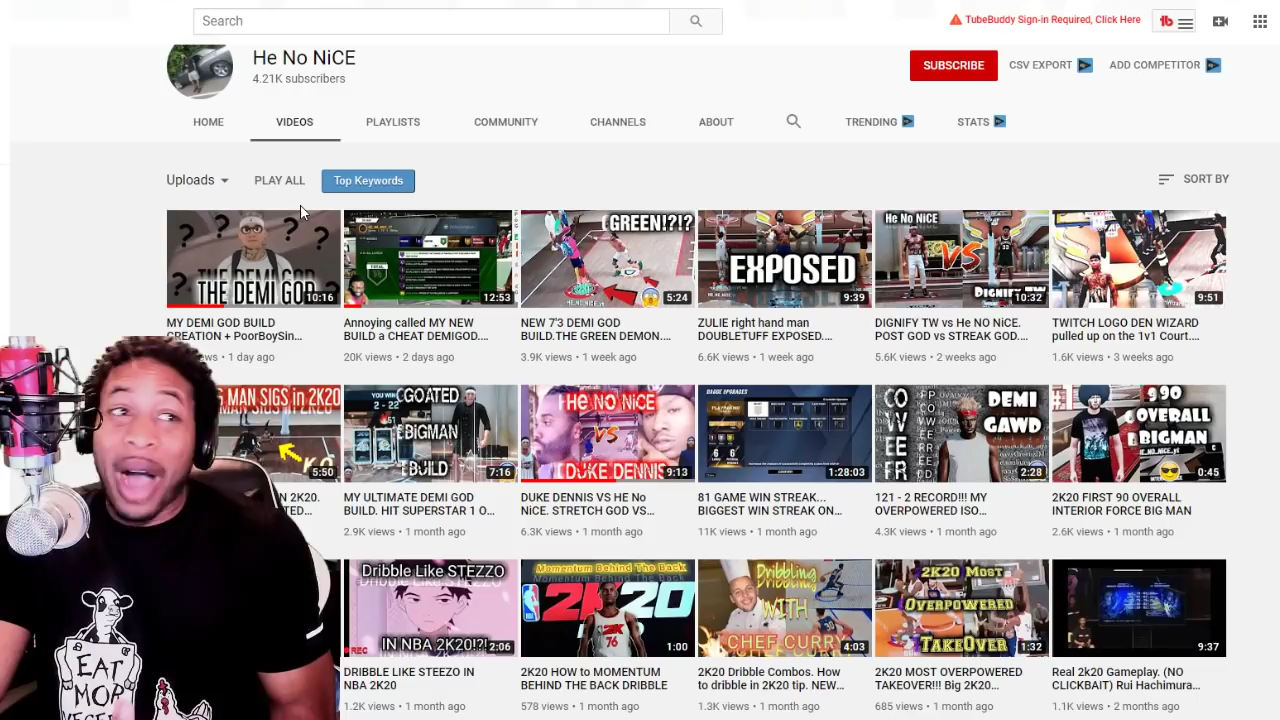 Search
TubeBuddy Sign-in Required, Click Here
tb
He No NiCE
4.21K subscribers
SUBSCRIBE
CSV EXPORT
ADD COMPETITOR
HOME
VIDEOS
PLAYLISTS
COMMUNITY
CHANNELS
ABOUT
TRENDING
STATS
Uploads
PLAY ALL
Top Keywords
SORT BY
THE DEMI GOD
10:16
12:53
GREEN!?!?
5:24
EXPOSED
9:39
He No NiCE
VS
10:32
9:51
MY DEMI GOD BUILD
CREATION + PoorBoySin...
views • 1 day ago
Annoying called MY NEW
BUILD a CHEAT DEMIGOD....
20K views • 2 days ago
NEW 7'3 DEMI GOD
BUILD.THE GREEN DEMON....
3.9K views • 1 week ago
ZULIE right hand man
DOUBLETUFF EXPOSED....
6.6K views • 1 week ago
DIGNIFY TW vs He NO NiCE.
POST GOD vs STREAK GOD....
5.6K views • 2 weeks ago
TWITCH LOGO DEN WIZARD
pulled up on the 1v1 Court....
1.6K views • 3 weeks ago
MAN SIGS in 2K20
5:50
GOATED
BIGMAN
BUILD
7:16
He NO NiCE
VS
DUKE DENNIS
9:13
1:28:03
DEMI
GAWD
2:28
90
OVERALL
BIGMAN
0:45
N 2K20.
TED...
1 month ago
MY ULTIMATE DEMI GOD
BUILD. HIT SUPERSTAR 1 O...
2.9K views • 1 month ago
DUKE DENNIS VS HE No
NiCE. STRETCH GOD VS...
6.3K views • 1 month ago
81 GAME WIN STREAK...
BIGGEST WIN STREAK ON...
11K views • 1 month ago
121 - 2 RECORD!!! MY
OVERPOWERED ISO...
4.3K views • 1 month ago
2K20 FIRST 90 OVERALL
INTERIOR FORCE BIG MAN
2.6K views • 1 month ago
Dribble Like STEZZO
IN NBA 2K20!?!
2:06
Momentum Behind The Back
2K20
1:00
Dribbling
WITH
CHEF CURRY
4:03
2K20 MOST
OVERPOWERED
TAKEOVER
1:32
9:37
DRIBBLE LIKE STEEZO IN
NBA 2K20
1.2K views • 1 month ago
2K20 HOW to MOMENTUM
BEHIND THE BACK DRIBBLE
578 views • 1 month ago
2K20 Dribble Combos. How
to dribble in 2K20 tip. NEW...
1.3K views • 1 month ago
2K20 MOST OVERPOWERED
TAKEOVER!!! Big 2K20...
685 views • 1 month ago
Real 2k20 Gameplay. (NO
CLICKBAIT) Rui Hachimura...
1.1K views • 2 months ago
EAT
MOP